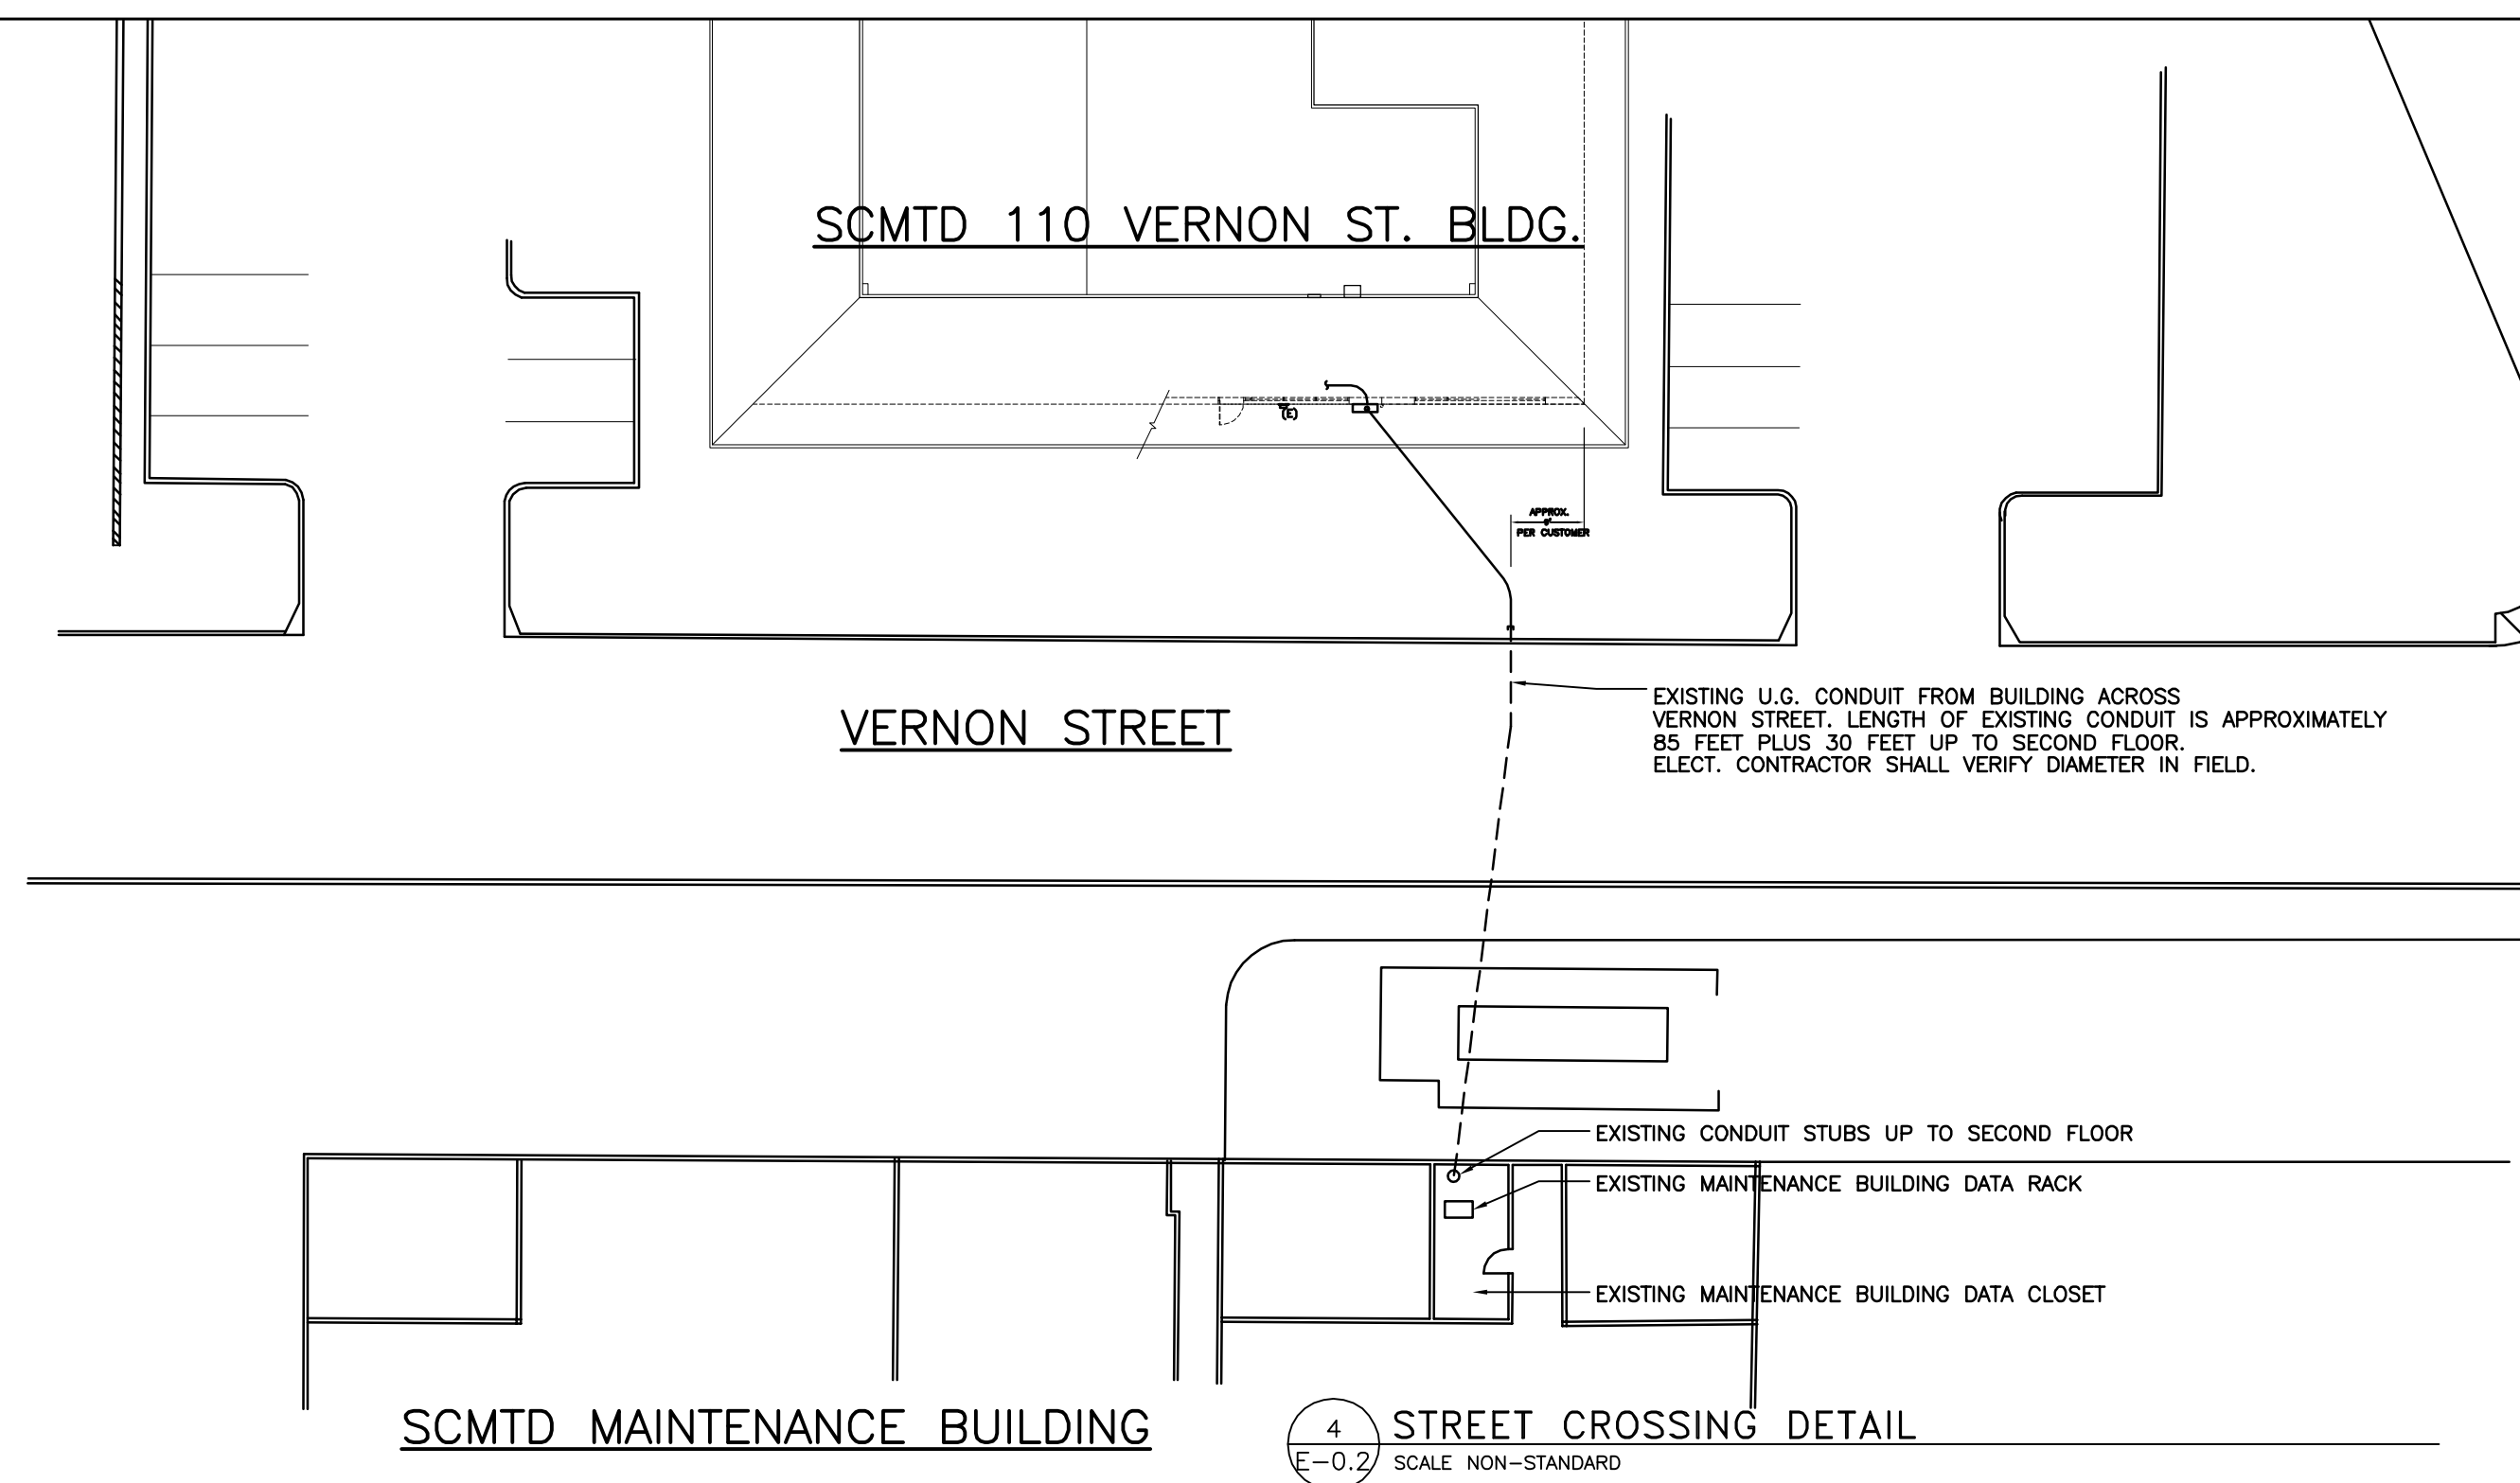 SCMTD 110 VERNON ST. BLDG.
(E)
APPROX.
9'
PER CUSTOMER
EXISTING U.G. CONDUIT FROM BUILDING ACROSS
VERNON STREET. LENGTH OF EXISTING CONDUIT IS APPROXIMATELY
85 FEET PLUS 30 FEET UP TO SECOND FLOOR.
ELECT. CONTRACTOR SHALL VERIFY DIAMETER IN FIELD.
VERNON STREET
EXISTING CONDUIT STUBS UP TO SECOND FLOOR
EXISTING MAINTENANCE BUILDING DATA RACK
EXISTING MAINTENANCE BUILDING DATA CLOSET
SCMTD MAINTENANCE BUILDING
4
E-0.2
STREET CROSSING DETAIL
SCALE NON-STANDARD